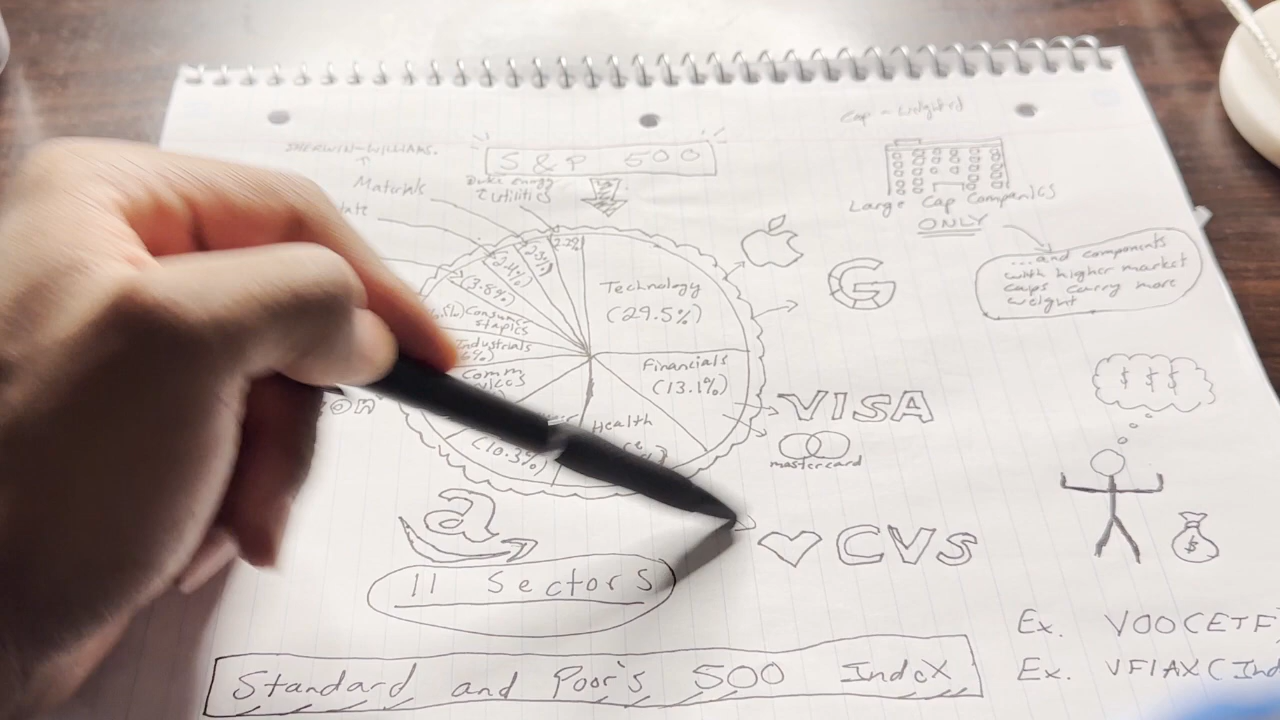 Cap-Weighted
SHERWIN-WILLIAMS.
S&P 500
Materials
Duke Energy
Utilities
Large Cap Companies
ONLY
...and components
with higher market
caps carry more
weight
2.2%
(3.8%)
Technology
(29.5%)
Consumer
Staples
Industrials
Financials
(13.1%)
Comm
$ $ $
VISA
Health
(10.3%)
mastercard
a
CVS
$
11 Sectors
Ex. VOO(ETF
Standard and Poor's 500 Index
Ex. VFIAX(Ind